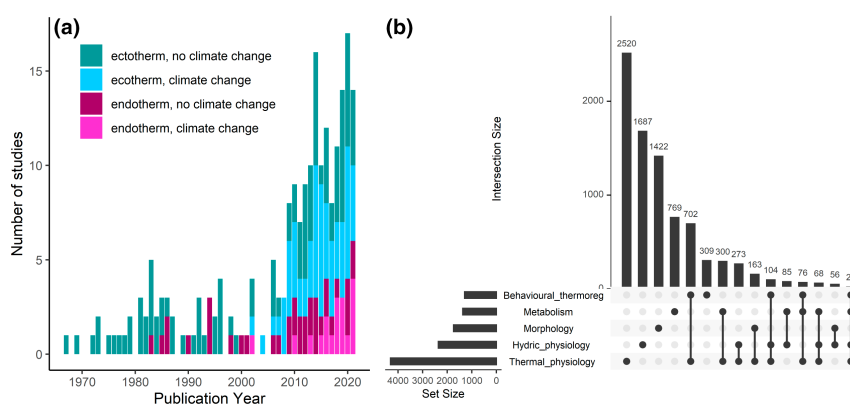 (a)
ectotherm, no climate change
ecotherm, climate change
endotherm, no climate change
endotherm, climate change
Number of studies
15
10
5
0
1970 1980 1990 2000 2010 2020
Publication Year
(b)
Intersection Size
2000
1000
0
2520 1687 1422 769 702 309 300 273 163 104 85 76 68 56 2
Behavioural_thermoreg
Metabolism
Morphology
Hydric_physiology
Thermal_physiology
4000 3000 2000 1000 0
Set Size